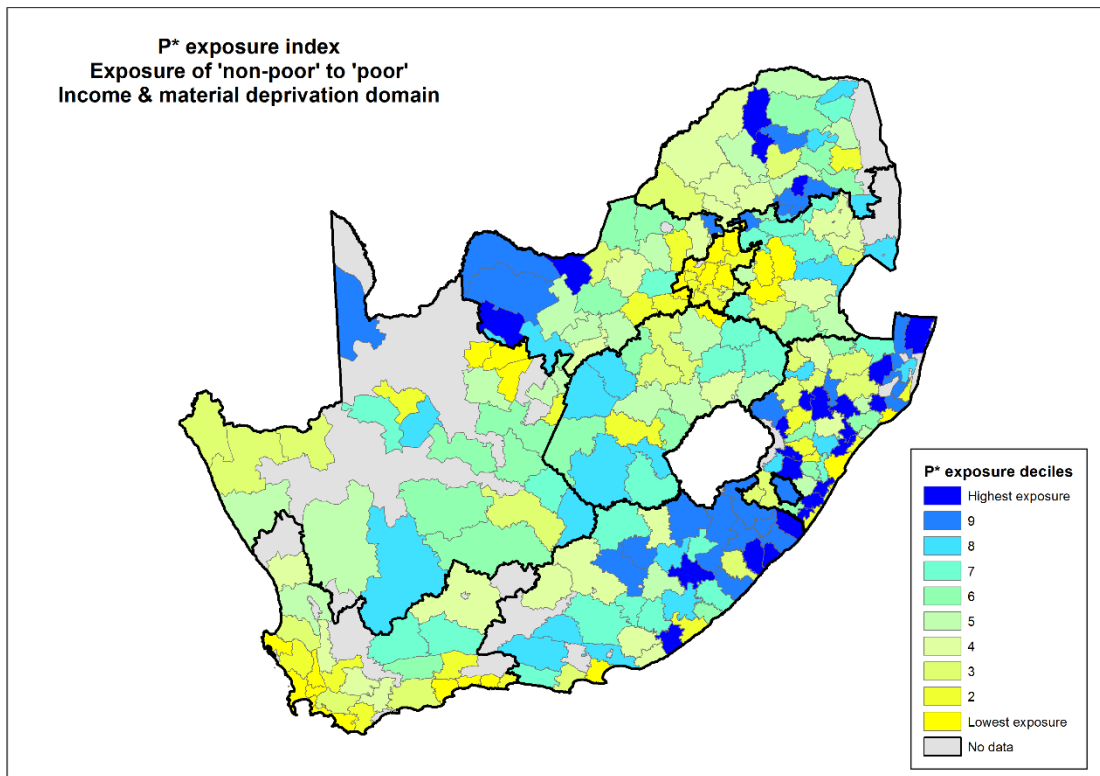 P* exposure index
Exposure of 'non-poor' to 'poor'
Income & material deprivation domain
P* exposure deciles
Highest exposure
9
8
7
6
5
4
3
2
Lowest exposure
No data